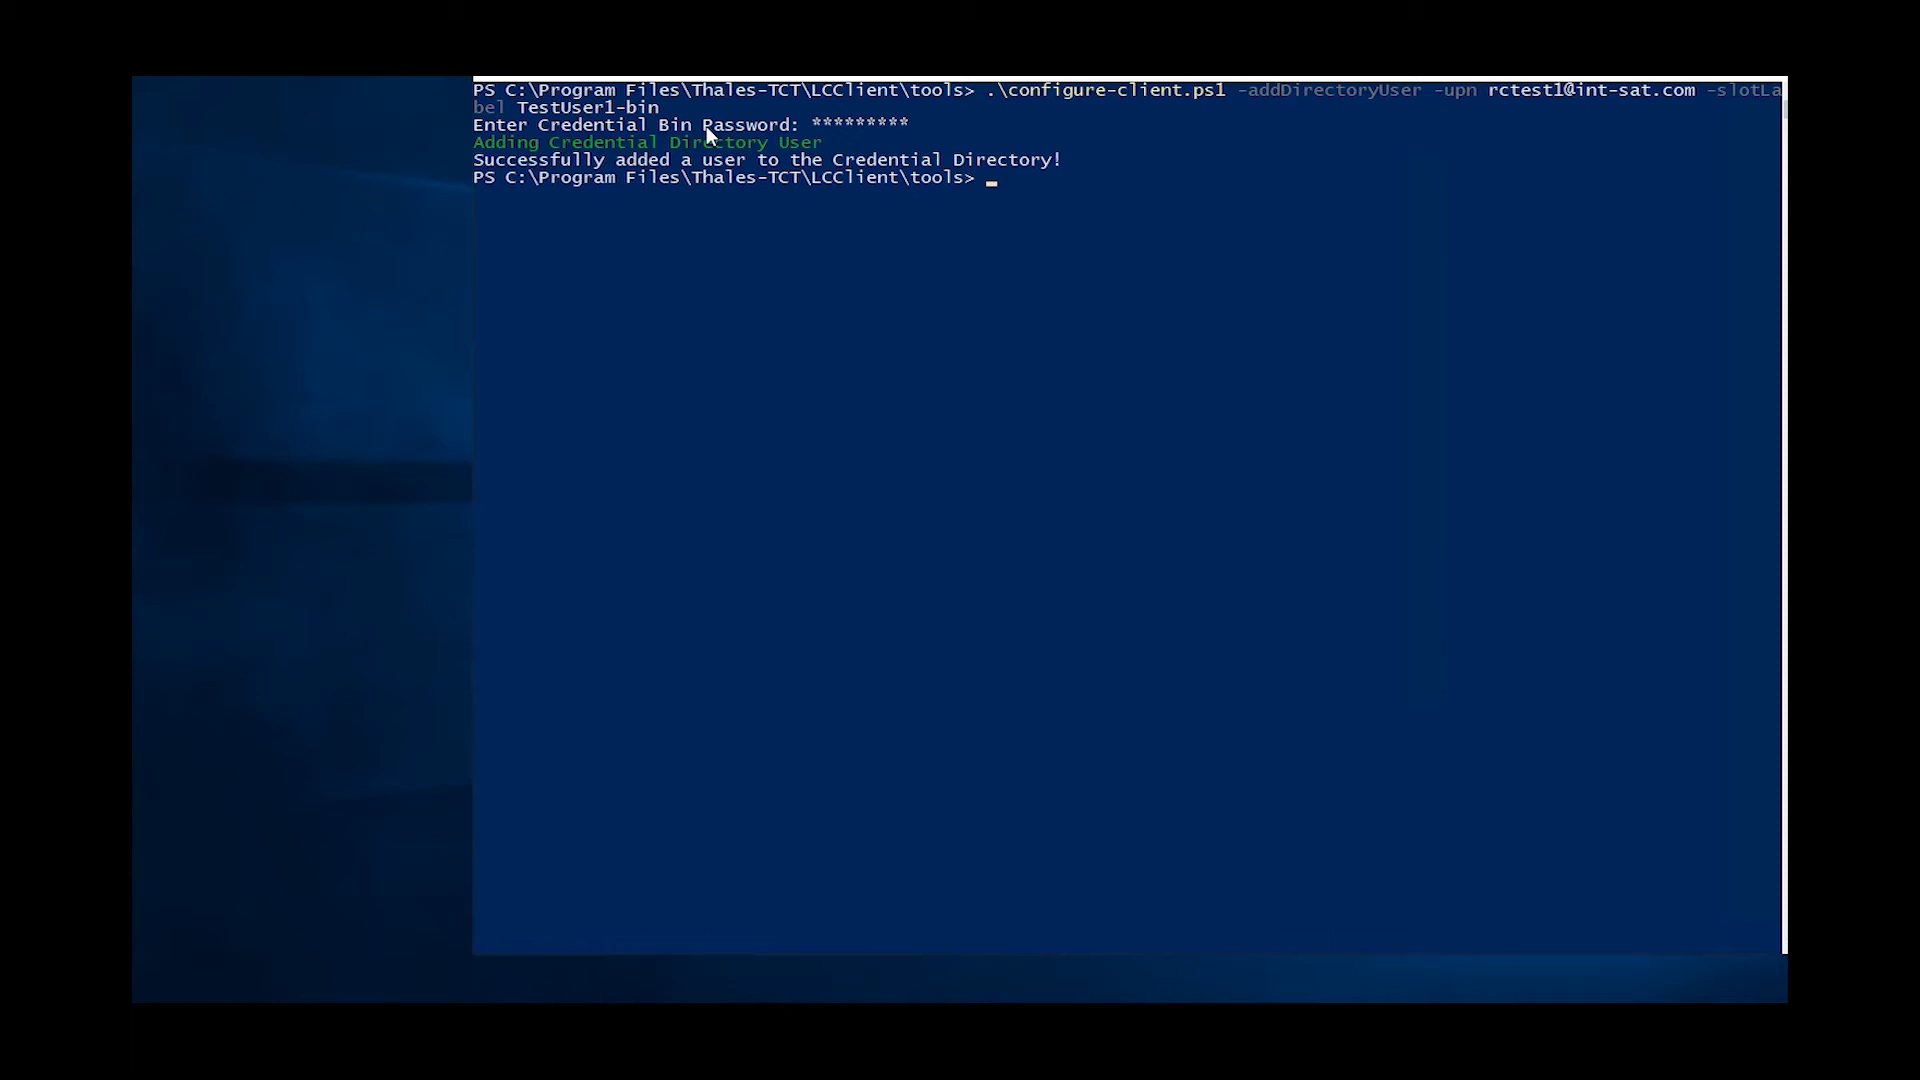 PS C:\Program Files\Thales-TCT\LCClient\tools> .\configure-client.ps1 -addDirectoryUser -upn rctest1@int-sat.com -slotLa
bel TestUser1-bin
Enter Credential Bin Password: *********
Adding Credential Directory User
Successfully added a user to the Credential Directory!
PS C:\Program Files\Thales-TCT\LCClient\tools> _